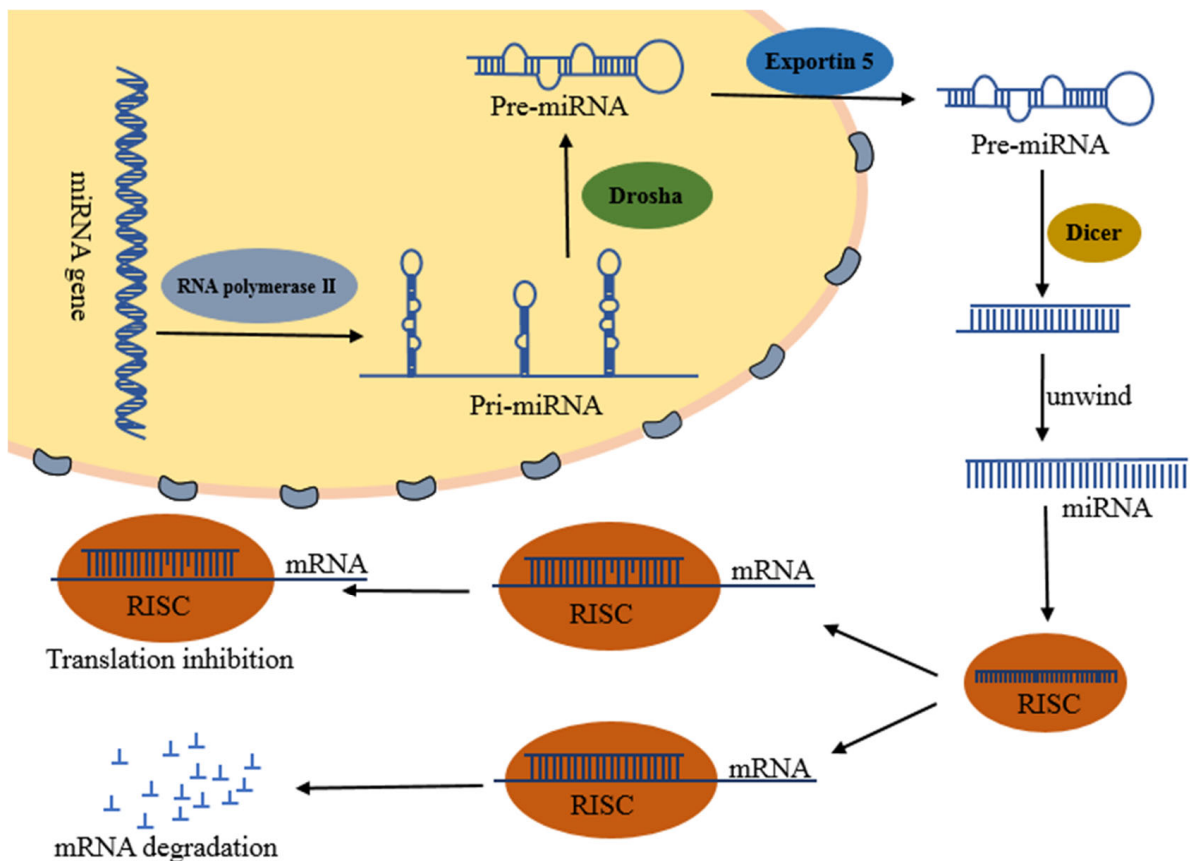 Exportin 5
Pre-miRNA
Pre-miRNA
miRNA gene
Drosha
Dicer
RNA polymerase II
Pri-miRNA
unwind
miRNA
mRNA
RISC
Translation inhibition
mRNA
RISC
RISC
mRNA
RISC
mRNA degradation